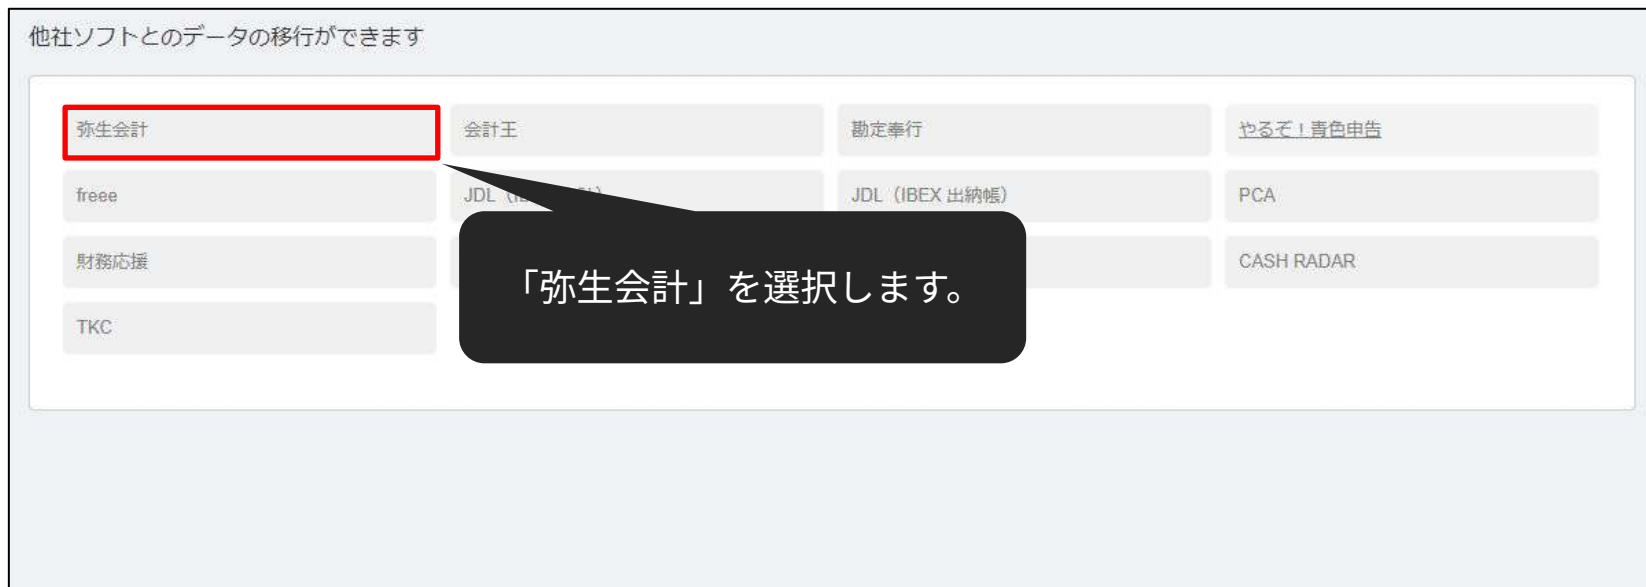 他社ソフトとのデータの移行ができます
弥生会計
会計王
勘定奉行
やるぞ！青色申告
freee
JDL
JDL（IBEX 出納帳）
PCA
財務応援
CASH RADAR
TKC
「弥生会計」を選択します。